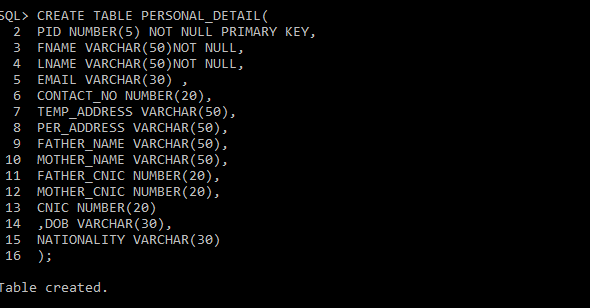 SQL> CREATE TABLE PERSONAL_DETAIL(
2 PID NUMBER(5) NOT NULL PRIMARY KEY,
3 FNAME VARCHAR(50)NOT NULL,
4 LNAME VARCHAR(50)NOT NULL,
5 EMAIL VARCHAR(30) ,
6 CONTACT_NO NUMBER(20),
7 TEMP_ADDRESS VARCHAR(50),
8 PER_ADDRESS VARCHAR(50),
9 FATHER_NAME VARCHAR(50),
10 MOTHER_NAME VARCHAR(50),
11 FATHER_CNIC NUMBER(20),
12 MOTHER_CNIC NUMBER(20),
13 CNIC NUMBER(20)
14 ,DOB VARCHAR(30),
15 NATIONALITY VARCHAR(30)
16 );
Table created.